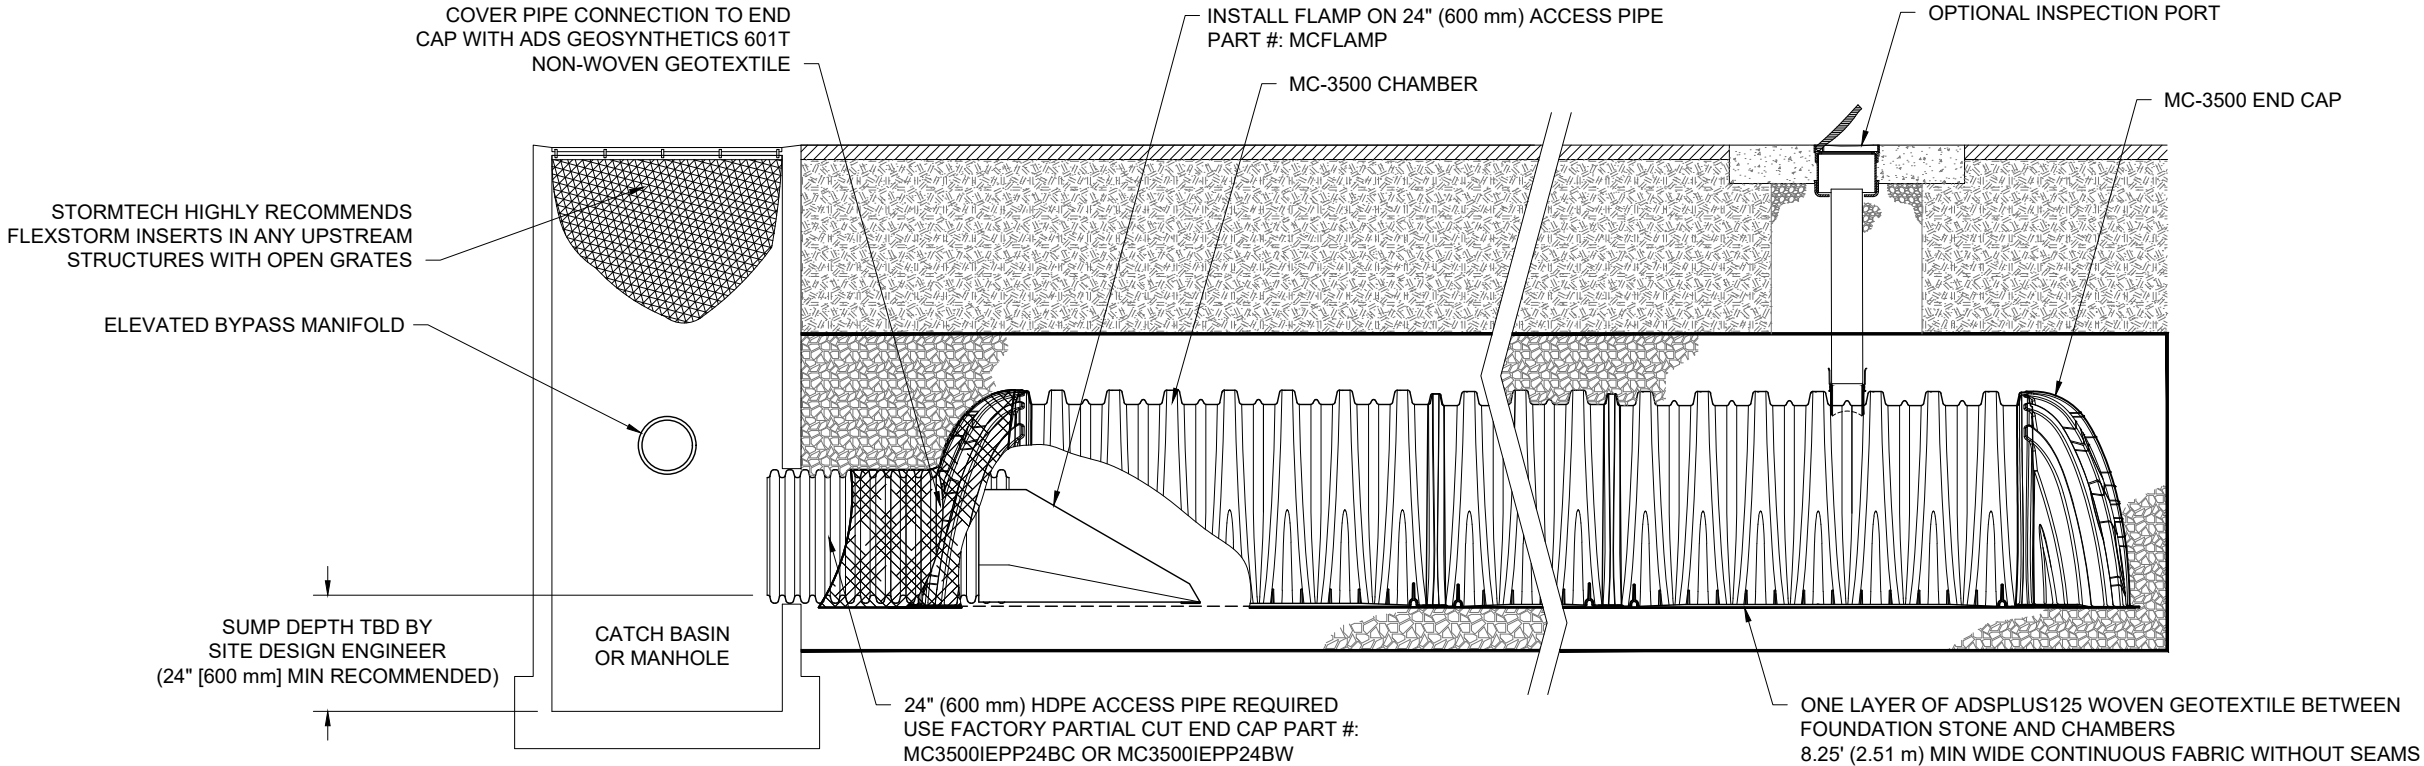 COVER PIPE CONNECTION TO END
CAP WITH ADS GEOSYNTHETICS 601T
NON-WOVEN GEOTEXTILE
INSTALL FLAMP ON 24" (600 mm) ACCESS PIPE
PART #: MCFLAMP
MC-3500 CHAMBER
OPTIONAL INSPECTION PORT
MC-3500 END CAP
STORMTECH HIGHLY RECOMMENDS
FLEXSTORM INSERTS IN ANY UPSTREAM
STRUCTURES WITH OPEN GRATES
ELEVATED BYPASS MANIFOLD
SUMP DEPTH TBD BY
SITE DESIGN ENGINEER
(24" [600 mm] MIN RECOMMENDED)
CATCH BASIN
OR MANHOLE
24" (600 mm) HDPE ACCESS PIPE REQUIRED
USE FACTORY PARTIAL CUT END CAP PART #:
MC3500IEPP24BC OR MC3500IEPP24BW
ONE LAYER OF ADSPLUS125 WOVEN GEOTEXTILE BETWEEN
FOUNDATION STONE AND CHAMBERS
8.25' (2.51 m) MIN WIDE CONTINUOUS FABRIC WITHOUT SEAMS